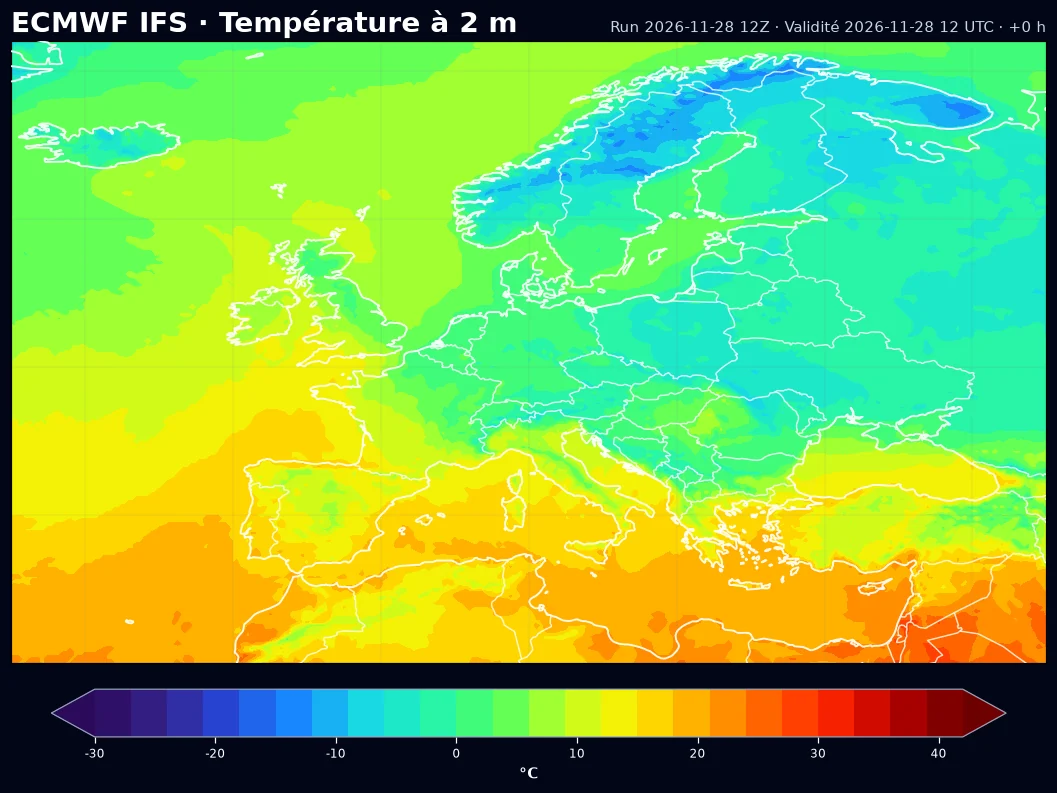 ECMWF IFS · Température à 2 m
Run 2026-11-28 12Z · Validité 2026-11-28 12 UTC · +0 h
-30 -20 -10 0 10 20 30 40
°C